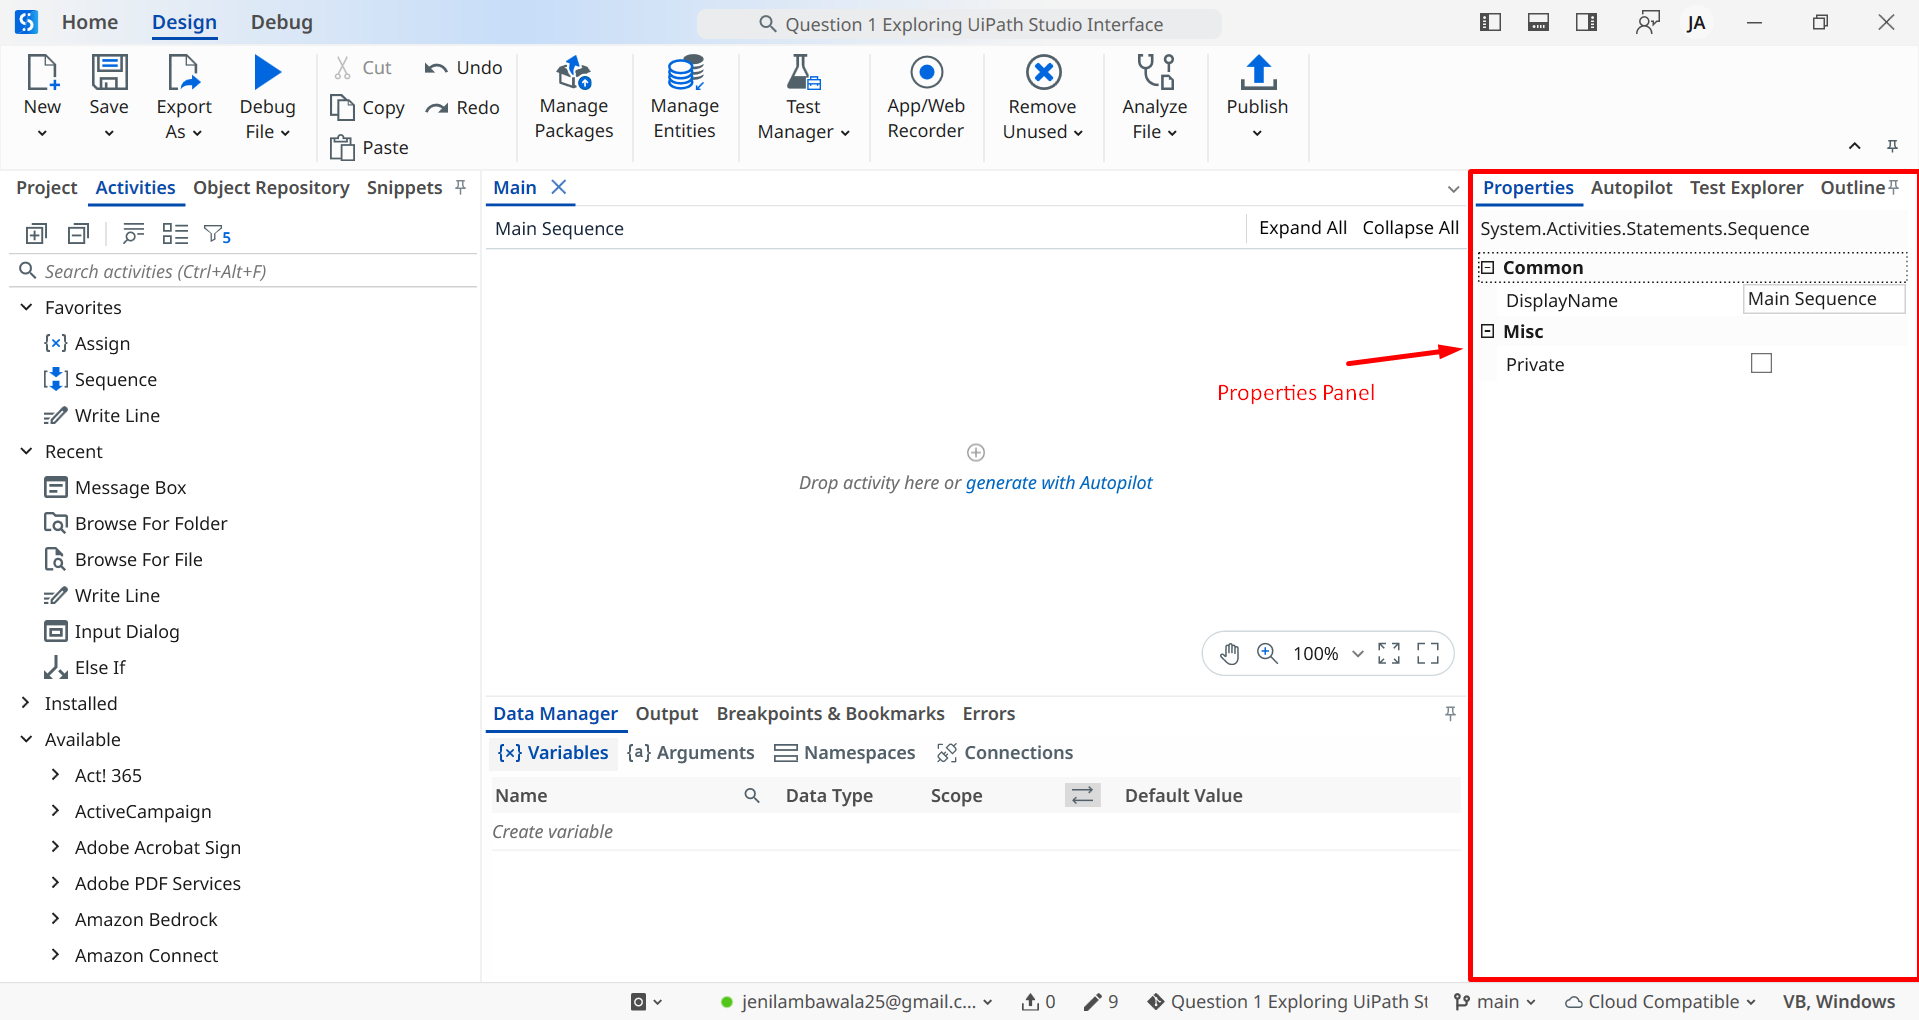 Home Design Debug
Question 1 Exploring UiPath Studio Interface
JA
New
Save
Export As
Debug File
Cut
Copy
Paste
Undo
Redo
Manage Packages
Manage Entities
Test Manager
App/Web Recorder
Remove Unused
Analyze File
Publish
Project Activities Object Repository Snippets
5
Search activities (Ctrl+Alt+F)
Favorites
Assign
Sequence
Write Line
Recent
Message Box
Browse For Folder
Browse For File
Write Line
Input Dialog
Else If
Installed
Available
Act! 365
ActiveCampaign
Adobe Acrobat Sign
Adobe PDF Services
Amazon Bedrock
Amazon Connect
Main
Main Sequence
Expand All Collapse All
Drop activity here or generate with Autopilot
Properties Panel
100%
Data Manager Output Breakpoints & Bookmarks Errors
{x} Variables {a} Arguments Namespaces Connections
Name Data Type Scope Default Value
Create variable
Properties Autopilot Test Explorer Outline
System.Activities.Statements.Sequence
Common
DisplayName Main Sequence
Misc
Private
jenilambawala25@gmail.c... 0 9 Question 1 Exploring UiPath St main Cloud Compatible VB, Windows